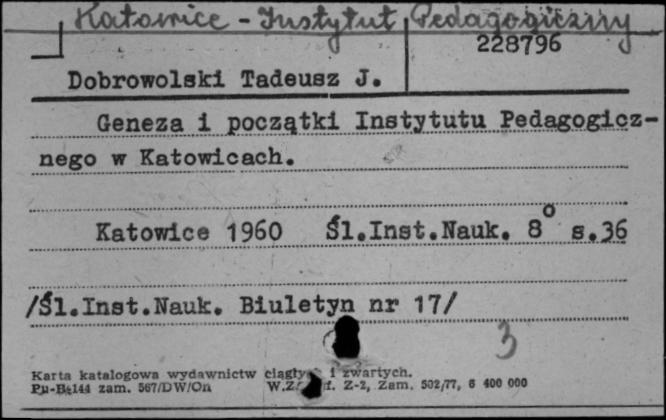 Katowice - Instytut Pedagogiczny
228796
Dobrowolski Tadeusz J.
Geneza i początki Instytutu Pedagogicz-
nego w Katowicach.
Katowice 1960 Śl.Inst.Nauk. 8° s.36
/Śl.Inst.Nauk. Biuletyn nr 17/
3
Karta katalogowa wydawnictw ciągłych i zwartych.
Pu-B144 zam. 567/DW/On W.Z. f. Z-2, Zam. 502/77, 6 400 000